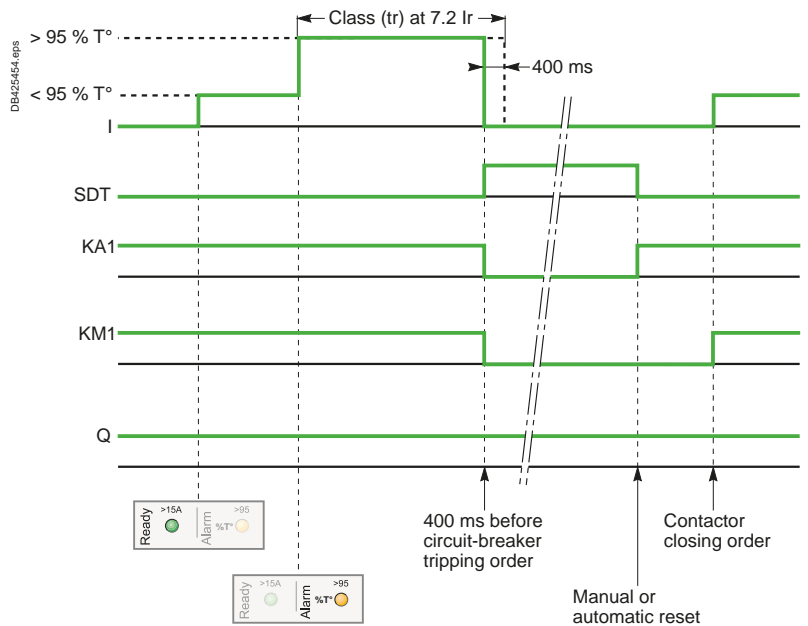 Class (tr) at 7.2 Ir
> 95 % T°
400 ms
< 95 % T°
DB425454.eps
I
SDT
KA1
KM1
Q
Ready
>15A
Alarm
%T°
>95
400 ms before
circuit-breaker
tripping order
Contactor
closing order
Ready
>15A
Alarm
%T°
>95
Manual or
automatic reset